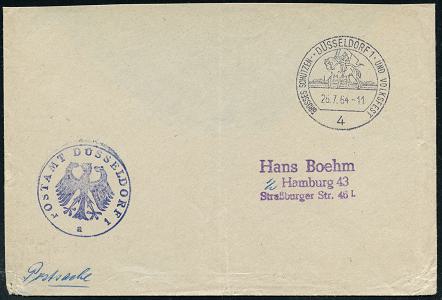 GROSSES SCHÜTZEN- · DÜSSELDORF 1 · UND VOLKSFEST
26.7.64-11
4
POSTAMT DÜSSELDORF 1
a
Hans Boehm
Hamburg 43
Straßburger Str. 46 I.
Postsache